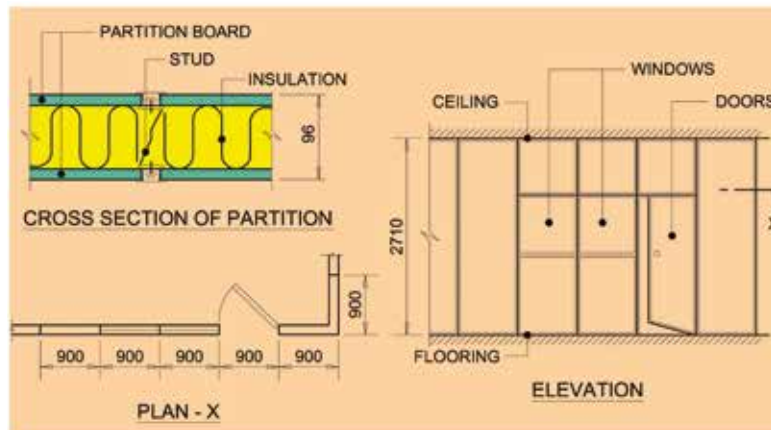 PARTITION BOARD
STUD
INSULATION
96
CROSS SECTION OF PARTITION
WINDOWS
CEILING
DOORS
2710
FLOORING
ELEVATION
900
900 900 900 900 900
PLAN - X